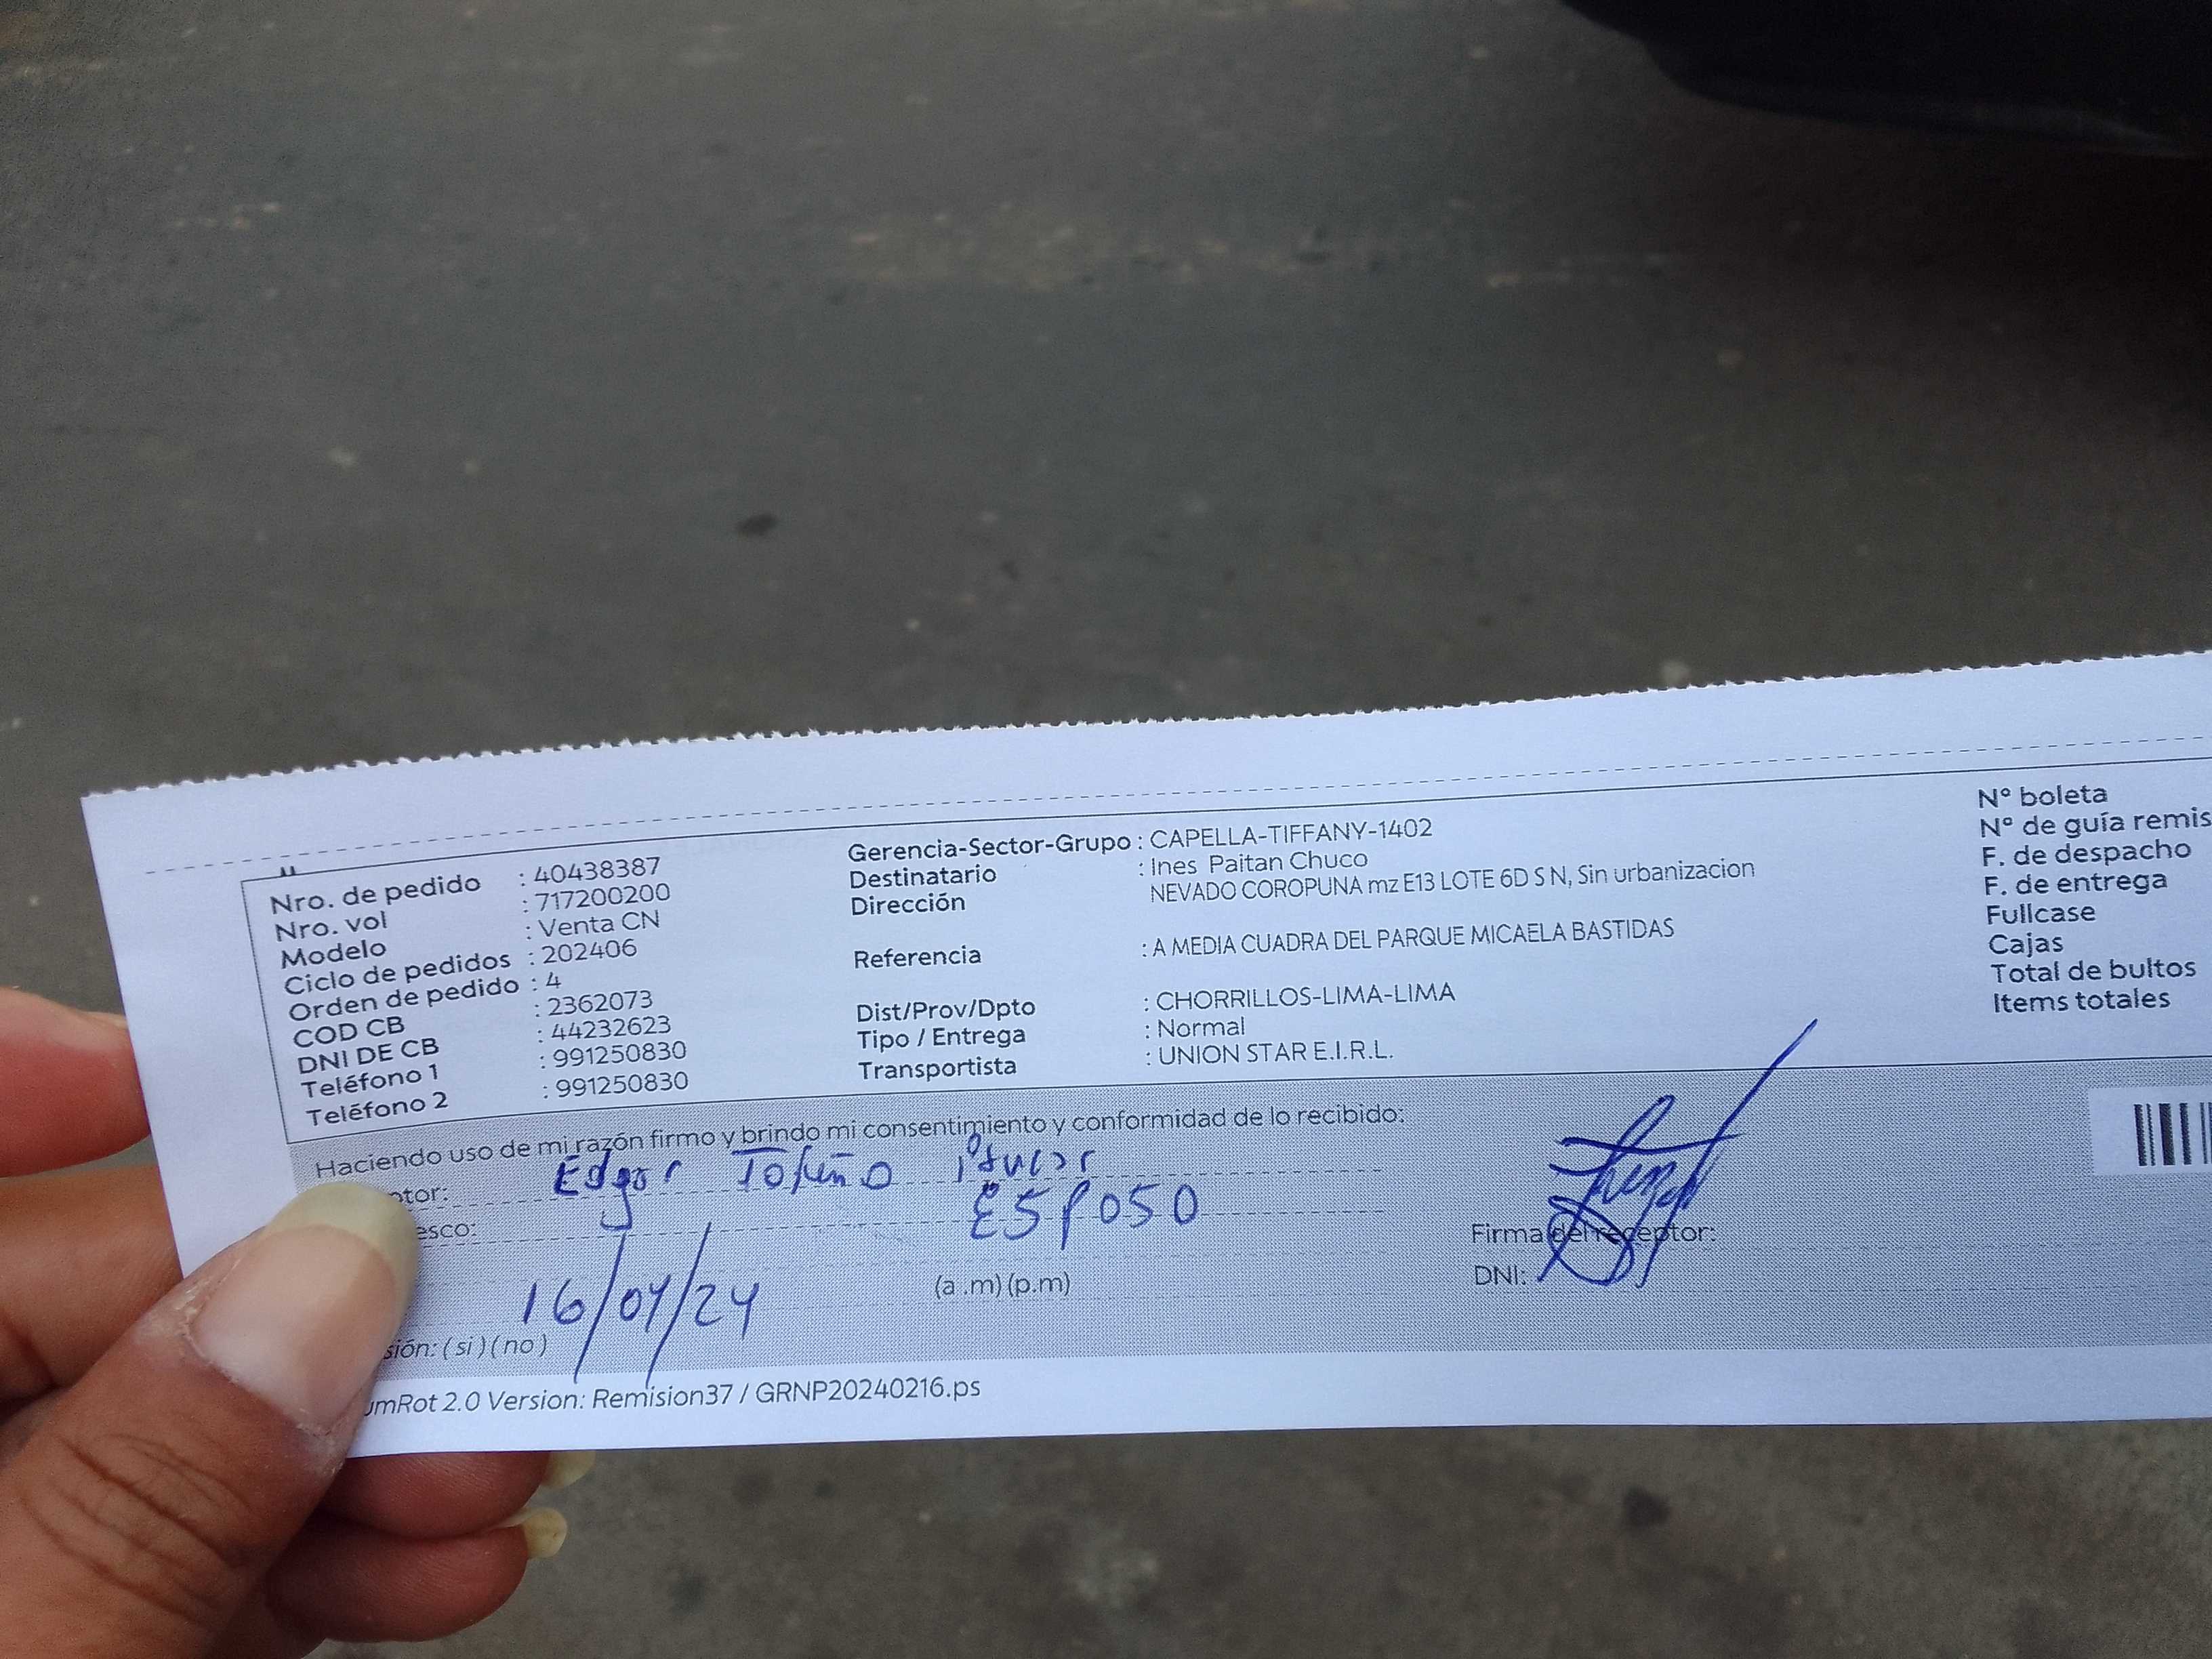 Nro. de pedido : 40438387
Nro. vol : 717200200
Modelo : Venta CN
Ciclo de pedidos : 202406
Orden de pedido : 4
COD CB : 2362073
DNI DE CB : 44232623
Teléfono 1 : 991250830
Teléfono 2 : 991250830
Gerencia-Sector-Grupo : CAPELLA-TIFFANY-1402
Destinatario : Ines Paitan Chuco
Dirección NEVADO COROPUNA mz E13 LOTE 6D S N, Sin urbanizacion
Referencia : A MEDIA CUADRA DEL PARQUE MICAELA BASTIDAS
Dist/Prov/Dpto : CHORRILLOS-LIMA-LIMA
Tipo / Entrega : Normal
Transportista : UNION STAR E.I.R.L.
N° boleta
N° de guía remis
F. de despacho
F. de entrega
Fullcase
Cajas
Total de bultos
Items totales
Haciendo uso de mi razón firmo y brindo mi consentimiento y conformidad de lo recibido:
otor: Edgar
esco: ESPOSO
Firma del receptor:
16/04/24 (a .m) (p.m)
DNI:
sión: ( si ) ( no )
umRot 2.0 Version: Remision37 / GRNP20240216.ps